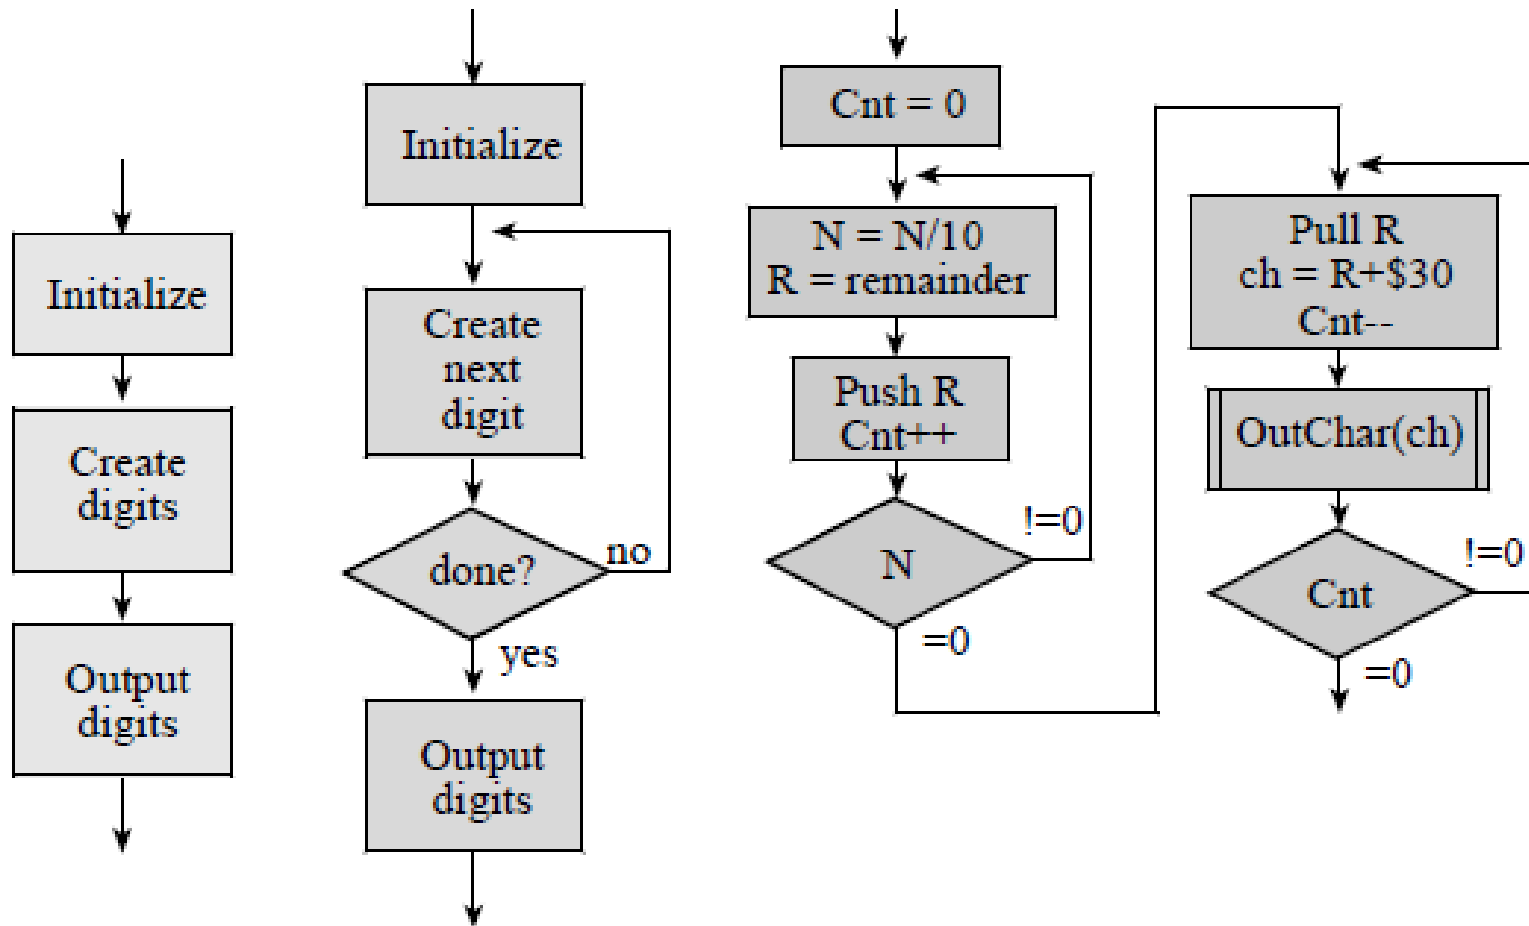 Initialize
Create
digits
Output
digits
Initialize
Create
next
digit
done?
no
yes
Output
digits
Cnt = 0
N = N/10
R = remainder
Push R
Cnt++
N
!=0
=0
Pull R
ch = R+$30
Cnt--
OutChar(ch)
Cnt
!=0
=0